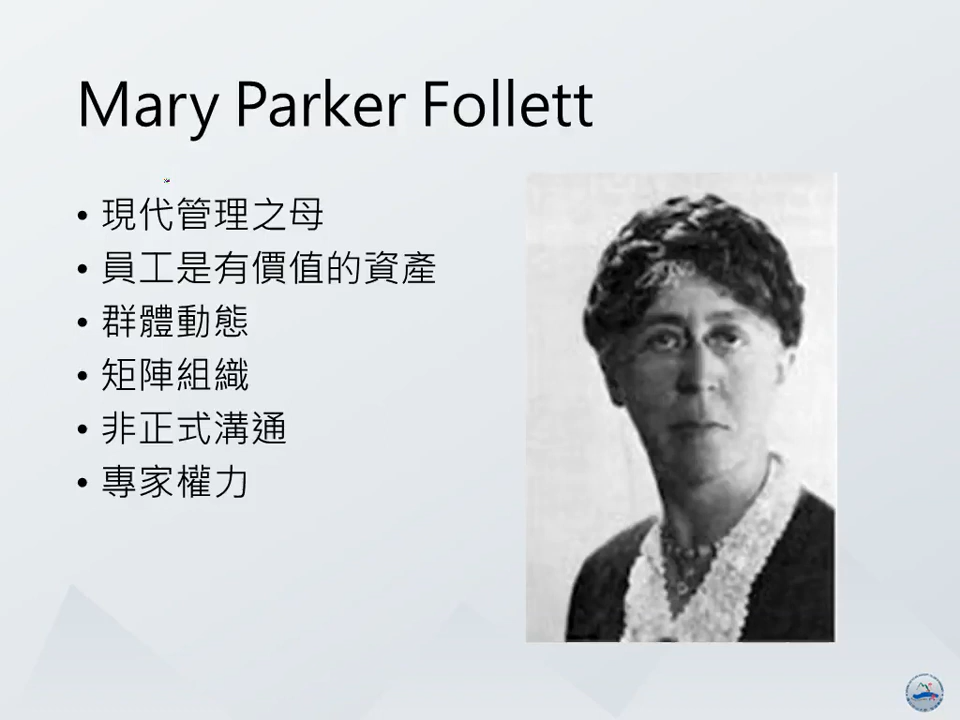 Mary Parker Follett
• 現代管理之母
• 員工是有價值的資產
• 群體動態
• 矩陣組織
• 非正式溝通
• 專家權力